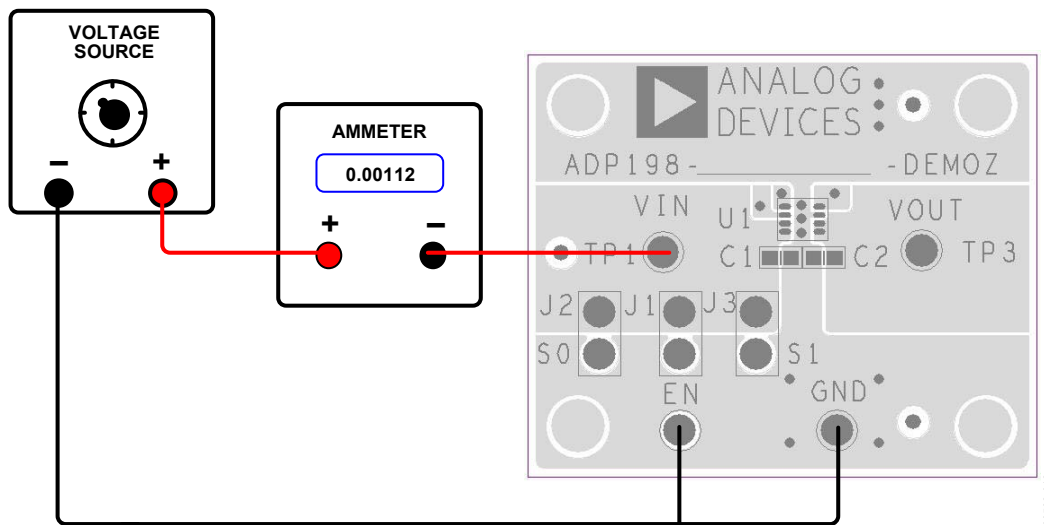 VOLTAGE
SOURCE
− +
AMMETER
0.00112
+ −
ANALOG
DEVICES
ADP198-____________-DEMOZ
VIN
U1
VOUT
TP1
C1
C2
TP3
J2
J1
J3
S0
S1
EN
GND